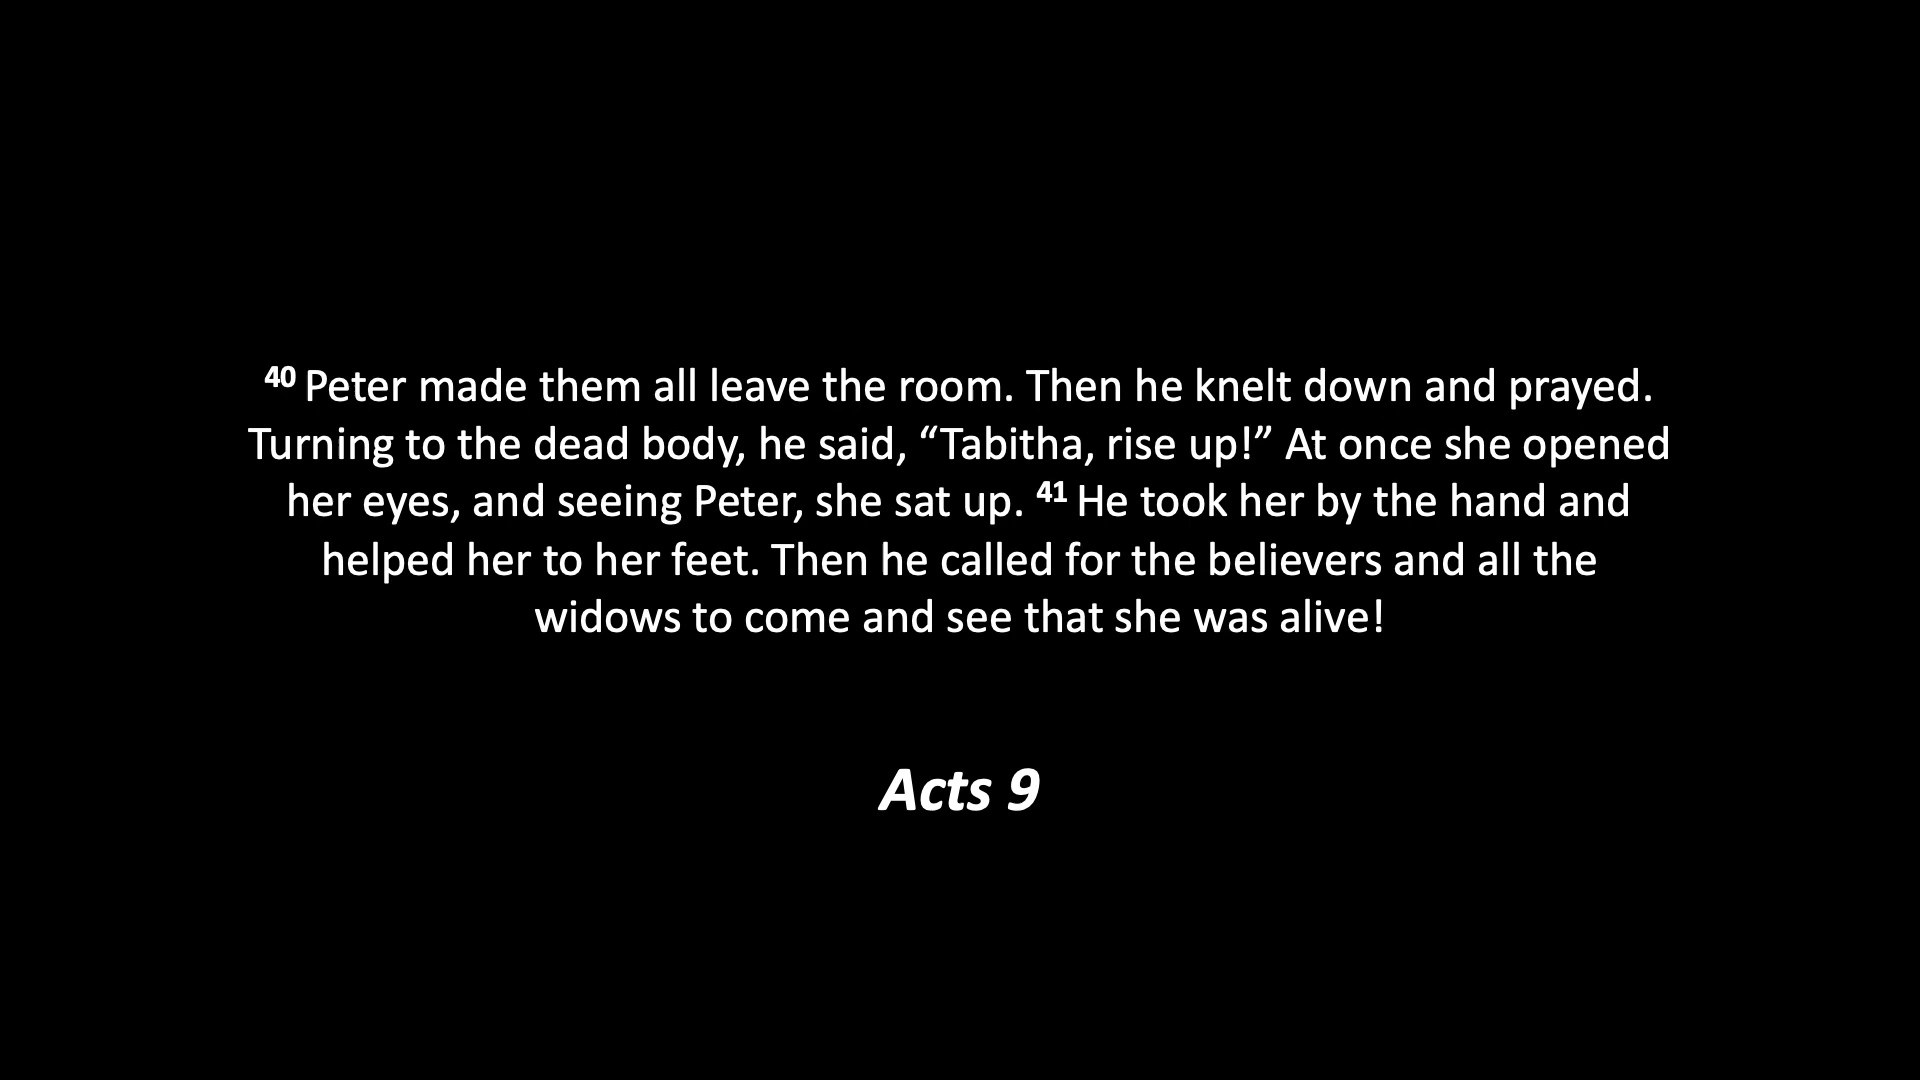 40 Peter made them all leave the room. Then he knelt down and prayed.
Turning to the dead body, he said, “Tabitha, rise up!” At once she opened
her eyes, and seeing Peter, she sat up. 41 He took her by the hand and
helped her to her feet. Then he called for the believers and all the
widows to come and see that she was alive!
Acts 9